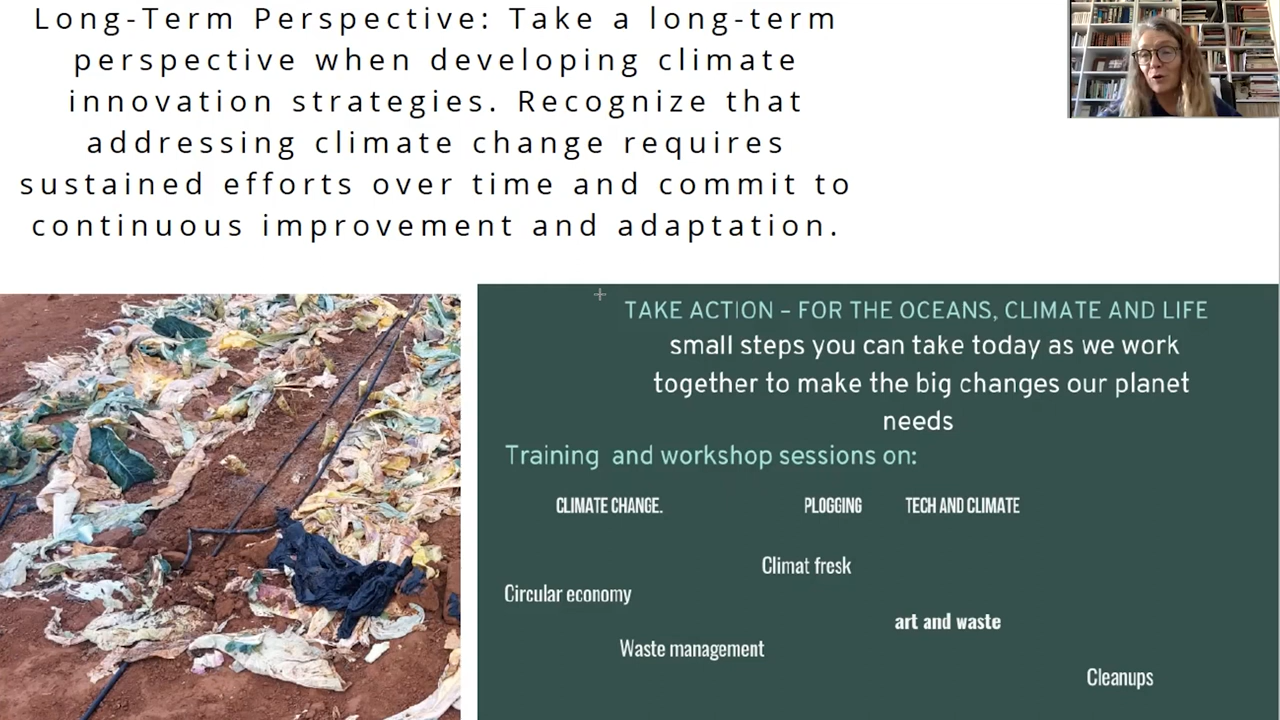 Long-Term Perspective: Take a long-term
perspective when developing climate
innovation strategies. Recognize that
addressing climate change requires
sustained efforts over time and commit to
continuous improvement and adaptation.
TAKE ACTION – FOR THE OCEANS, CLIMATE AND LIFE
small steps you can take today as we work
together to make the big changes our planet
needs
Training and workshop sessions on:
CLIMATE CHANGE. PLOGGING TECH AND CLIMATE
Climat fresk
Circular economy
art and waste
Waste management
Cleanups